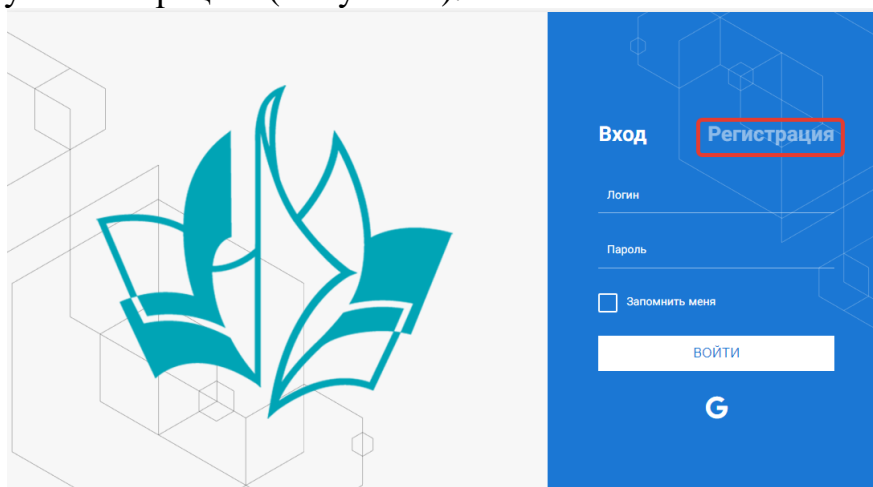 Вход Регистрация
Логин
Пароль
Запомнить меня
ВОЙТИ
G